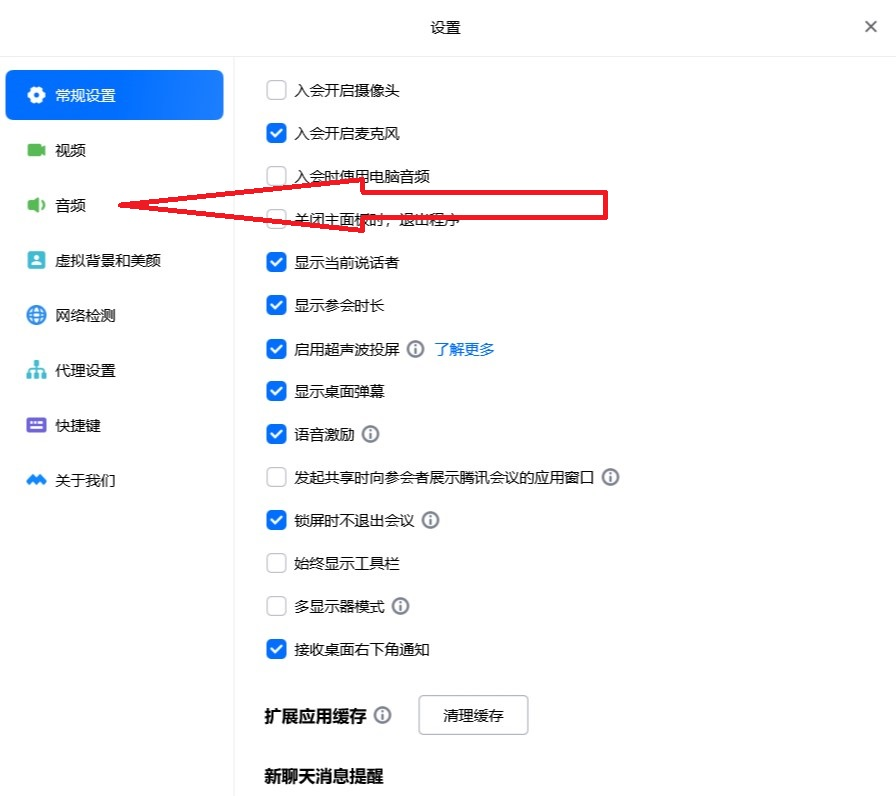 设置
常规设置
视频
音频
虚拟背景和美颜
网络检测
代理设置
快捷键
关于我们
入会开启摄像头
入会开启麦克风
入会时使用电脑音频
关闭主面板时，退出程序
显示当前说话者
显示参会时长
启用超声波投屏 了解更多
显示桌面弹幕
语音激励
发起共享时向参会者展示腾讯会议的应用窗口
锁屏时不退出会议
始终显示工具栏
多显示器模式
接收桌面右下角通知
扩展应用缓存 清理缓存
新聊天消息提醒